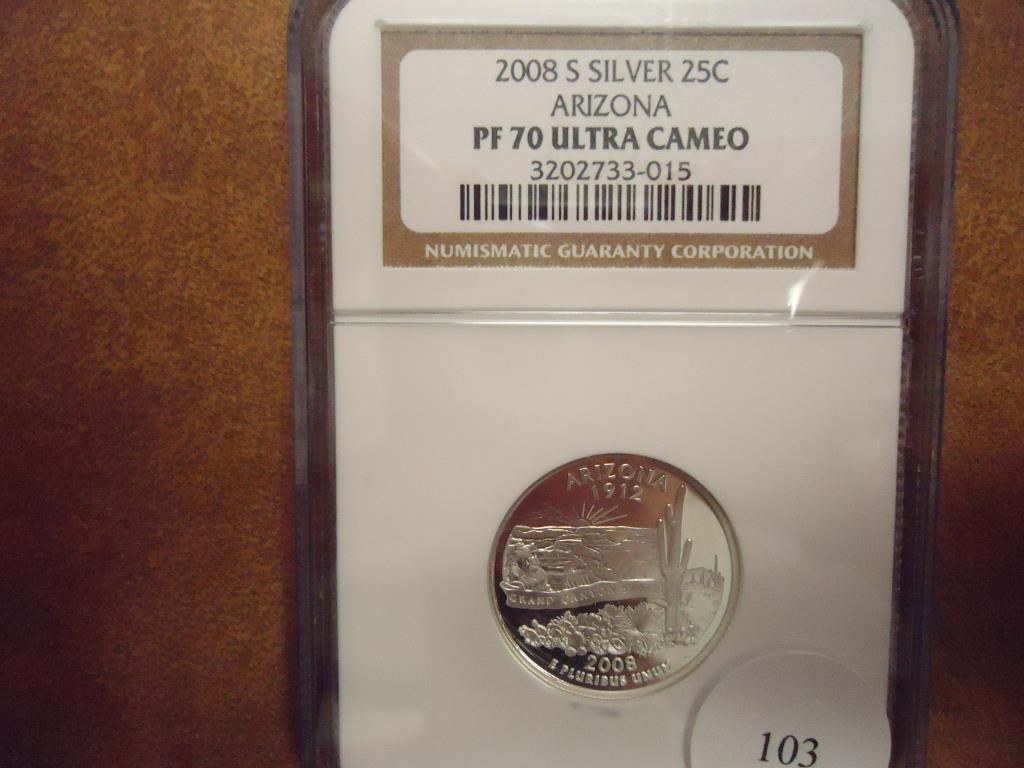 2008 S SILVER 25C
ARIZONA
PF 70 ULTRA CAMEO
3202733-015
NUMISMATIC GUARANTY CORPORATION
ARIZONA
1912
GRAND CANYON
2008
E PLURIBUS UNUM
103